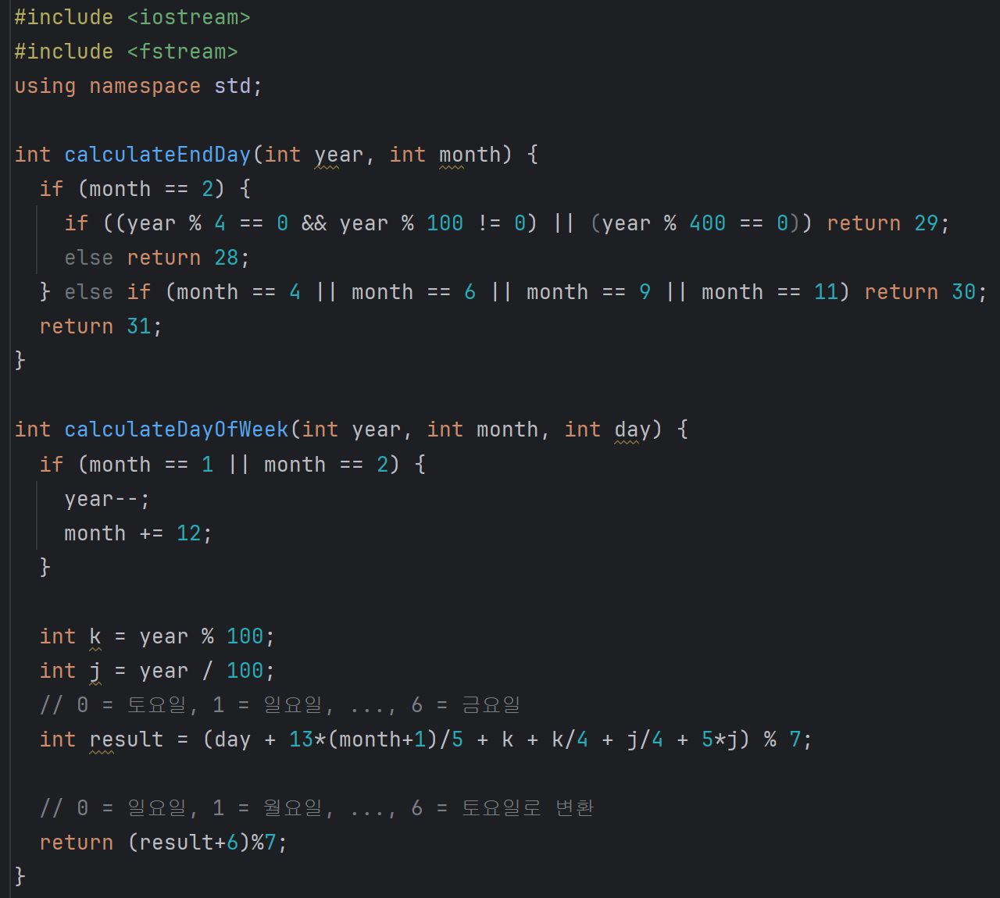 #include <iostream>
#include <fstream>
using namespace std;
int calculateEndDay(int year, int month) {
if (month == 2) {
if ((year % 4 == 0 && year % 100 != 0) || (year % 400 == 0)) return 29;
else return 28;
} else if (month == 4 || month == 6 || month == 9 || month == 11) return 30;
return 31;
}
int calculateDayOfWeek(int year, int month, int day) {
if (month == 1 || month == 2) {
year--;
month += 12;
}
int k = year % 100;
int j = year / 100;
// 0 = 토요일, 1 = 일요일, ..., 6 = 금요일
int result = (day + 13*(month+1)/5 + k + k/4 + j/4 + 5*j) % 7;
// 0 = 일요일, 1 = 월요일, ..., 6 = 토요일로 변환
return (result+6)%7;
}